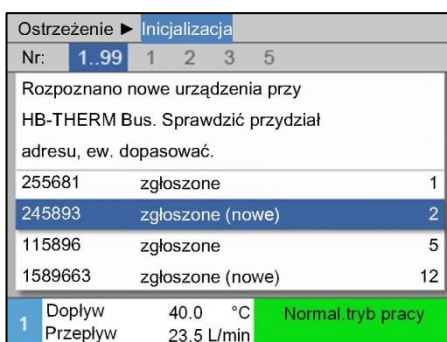 Ostrzeżenie ► Inicjalizacja
Nr: 1..99 1 2 3 5
Rozpoznano nowe urządzenia przy
HB-THERM Bus. Sprawdzić przydział
adresu, ew. dopasować.
255681 zgłoszone 1
245893 zgłoszone (nowe) 2
115896 zgłoszone 5
1589663 zgłoszone (nowe) 12
1 Dopływ 40.0 °C Normal.tryb pracy
Przepływ 23.5 L/min